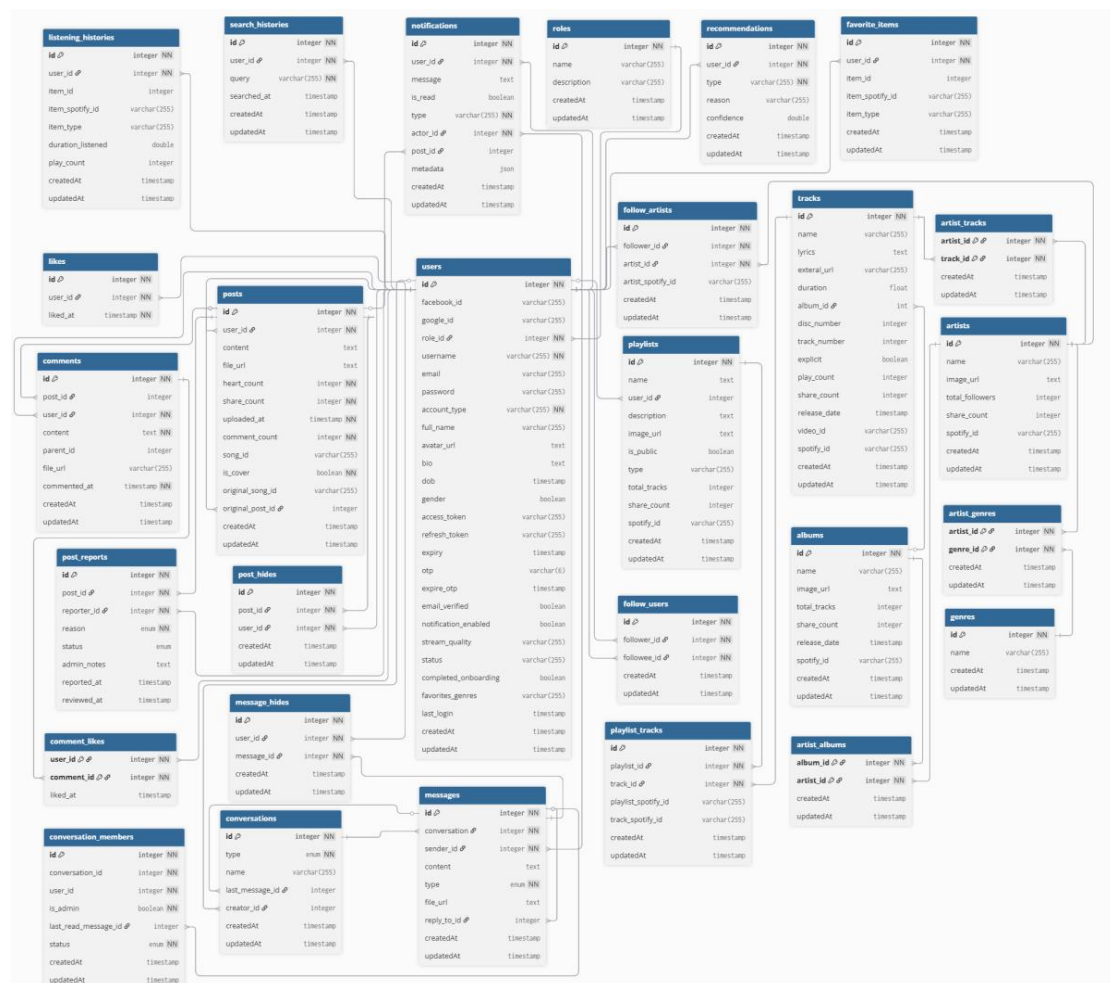 listening_histories
id integer NN
user_id integer NN
item_id integer
item_spotify_id varchar(255)
item_type varchar(255)
duration_listened double
play_count integer
createdAt timestamp
updatedAt timestamp
search_histories
id integer NN
user_id integer NN
query varchar(255) NN
searched_at timestamp
createdAt timestamp
updatedAt timestamp
notifications
id integer NN
user_id integer NN
message text
is_read boolean
type varchar(255) NN
actor_id integer NN
post_id integer
metadata json
createdAt timestamp
updatedAt timestamp
roles
id integer NN
name varchar(255)
description varchar(255)
createdAt timestamp
updatedAt timestamp
recommendations
id integer NN
user_id integer NN
type varchar(255)
reason varchar(255)
confidence double
createdAt timestamp
updatedAt timestamp
favorite_items
id integer NN
user_id integer NN
item_id integer
item_spotify_id varchar(255)
item_type varchar(255)
createdAt timestamp
updatedAt timestamp
likes
id integer NN
user_id integer NN
liked_at timestamp NN
posts
id integer NN
user_id integer NN
content text
file_url text
heart_count integer NN
share_count integer NN
uploaded_at timestamp NN
comment_count integer NN
song_id varchar(255)
is_cover boolean NN
original_song_id varchar(255)
original_post_id integer
createdAt timestamp
updatedAt timestamp
users
id integer NN
facebook_id varchar(255)
google_id varchar(255)
role_id integer NN
username varchar(255) NN
email varchar(255)
password varchar(255)
account_type varchar(255) NN
full_name varchar(255)
avatar_url text
bio text
dob timestamp
gender boolean
access_token varchar(255)
refresh_token varchar(255)
expiry timestamp
otp varchar(6)
expire_otp timestamp
email_verified boolean
notification_enabled boolean
stream_quality varchar(255)
status varchar(255)
completed_onboarding boolean
favorites_genres varchar(255)
last_login timestamp
createdAt timestamp
updatedAt timestamp
follow_artists
id integer NN
follower_id integer NN
artist_id integer NN
artist_spotify_id varchar(255)
createdAt timestamp
updatedAt timestamp
tracks
id integer NN
name varchar(255)
lyrics text
exteral_url varchar(255)
duration float
album_id int
disc_number integer
track_number integer
explicit boolean
play_count integer
share_count integer
release_date timestamp
video_id varchar(255)
spotify_id varchar(255)
createdAt timestamp
updatedAt timestamp
artist_tracks
artist_id integer NN
track_id integer NN
createdAt timestamp
updatedAt timestamp
comments
id integer NN
post_id integer
user_id integer NN
content text NN
parent_id integer
file_url varchar(255)
commented_at timestamp NN
createdAt timestamp
updatedAt timestamp
playlists
id integer NN
name text
user_id integer NN
description text
image_url text
is_public boolean
type varchar(255)
total_tracks integer
share_count integer
spotify_id varchar(255)
createdAt timestamp
updatedAt timestamp
artists
id integer NN
name varchar(255)
image_url text
total_followers integer
share_count integer
spotify_id varchar(255)
createdAt timestamp
updatedAt timestamp
post_reports
id integer NN
post_id integer NN
reporter_id integer NN
reason enum NN
status enum
admin_notes text
reported_at timestamp
reviewed_at timestamp
post_hides
id integer NN
post_id integer NN
user_id integer NN
createdAt timestamp
updatedAt timestamp
follow_users
id integer NN
follower_id integer NN
followee_id integer NN
createdAt timestamp
updatedAt timestamp
albums
id integer NN
name varchar(255)
image_url text
total_tracks integer
share_count integer
release_date timestamp
spotify_id varchar(255)
createdAt timestamp
updatedAt timestamp
artist_genres
artist_id integer NN
genre_id integer NN
createdAt timestamp
updatedAt timestamp
genres
id integer NN
name varchar(255)
createdAt timestamp
updatedAt timestamp
comment_likes
user_id integer NN
comment_id integer NN
liked_at timestamp
message_hides
id integer NN
user_id integer NN
message_id integer NN
createdAt timestamp
updatedAt timestamp
playlist_tracks
id integer NN
playlist_id integer NN
track_id integer NN
playlist_spotify_id varchar(255)
track_spotify_id varchar(255)
createdAt timestamp
updatedAt timestamp
artist_albums
album_id integer NN
artist_id integer NN
createdAt timestamp
updatedAt timestamp
conversation_members
id integer NN
conversation_id integer NN
user_id integer NN
is_admin boolean NN
last_read_message_id integer
status enum NN
createdAt timestamp
updatedAt timestamp
conversations
id integer NN
type enum NN
name varchar(255)
last_message_id integer
creator_id integer
createdAt timestamp
updatedAt timestamp
messages
id integer NN
conversation integer NN
sender_id integer NN
content text
type enum NN
file_url text
reply_to_id integer
createdAt timestamp
updatedAt timestamp